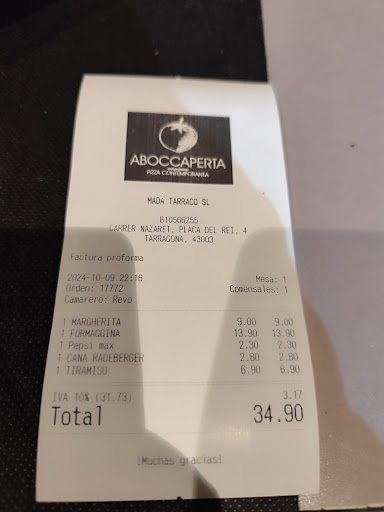 ABOCCAPERTA
PIZZA CONTEMPORANEA
MADA TARRACO SL
B10566255
CARRER NAZARET, PLACA DEL REI, 4
TARRAGONA, 43003
Factura proforma
2024-10-09 22:16 Mesa: 1
Orden: 17772 Comensales: 1
Camarero: Revo
1 MARGHERITA 9.00 9.00
1 FORMAGGINA 13.90 13.90
1 Pepsi max 2.30 2.30
1 CANA RADEBERGER 2.80 2.80
1 TIRAMISU 6.90 6.90
IVA 10% (31.73) 3.17
Total 34.90
¡Muchas gracias!